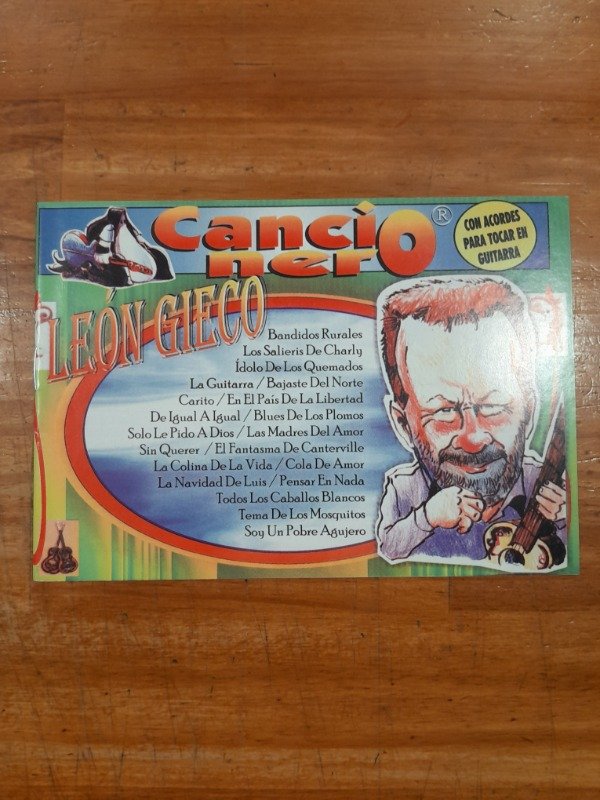 Cancionero®
CON ACORDES
PARA TOCAR EN
GUITARRA
LEÓN GIECO
Bandidos Rurales
Los Salieris De Charly
Ídolo De Los Quemados
La Guitarra / Bajaste Del Norte
Carito / En El País De La Libertad
De Igual A Igual / Blues De Los Plomos
Solo Le Pido A Dios / Las Madres Del Amor
Sin Querer / El Fantasma De Canterville
La Colina De La Vida / Cola De Amor
La Navidad De Luis / Pensar En Nada
Todos Los Caballos Blancos
Tema De Los Mosquitos
Soy Un Pobre Agujero